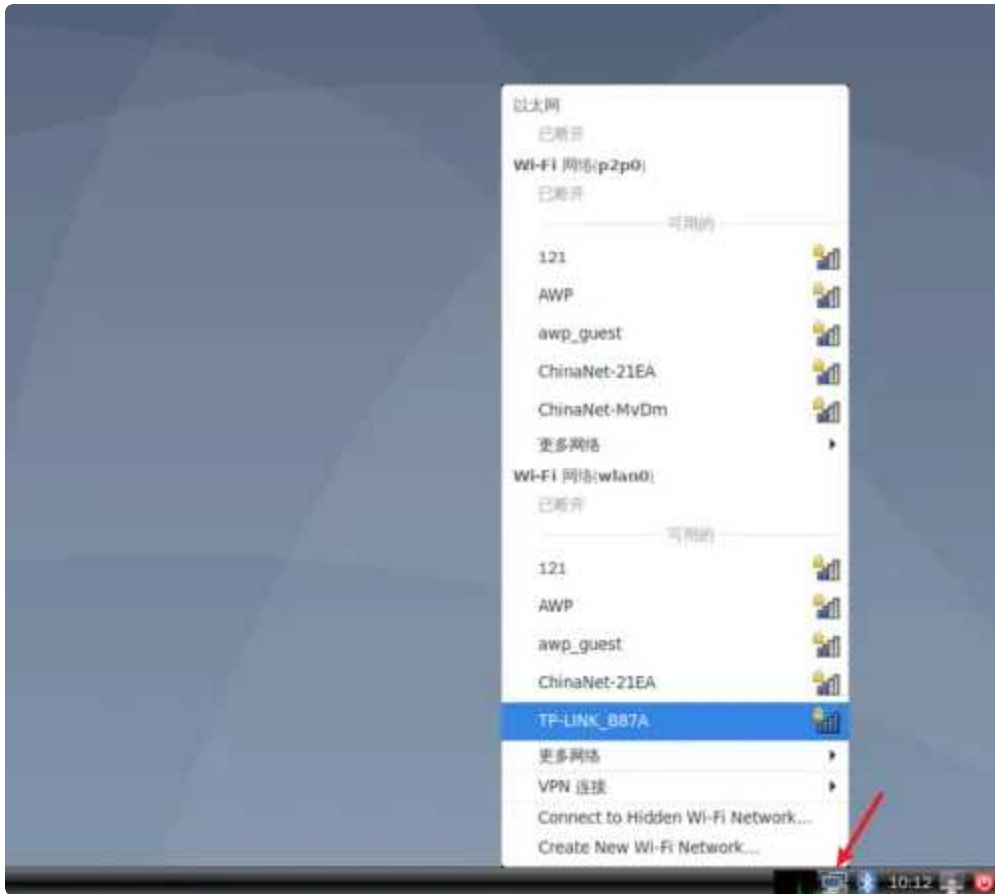 以太网
已断开
Wi-Fi 网络(p2p0)
已断开
可用的
121
AWP
awp_guest
ChinaNet-21EA
ChinaNet-MvDm
更多网络
Wi-Fi 网络(wlan0)
已断开
可用的
121
AWP
awp_guest
ChinaNet-21EA
TP-LINK_B87A
更多网络
VPN 连接
Connect to Hidden Wi-Fi Network...
Create New Wi-Fi Network...
10:12